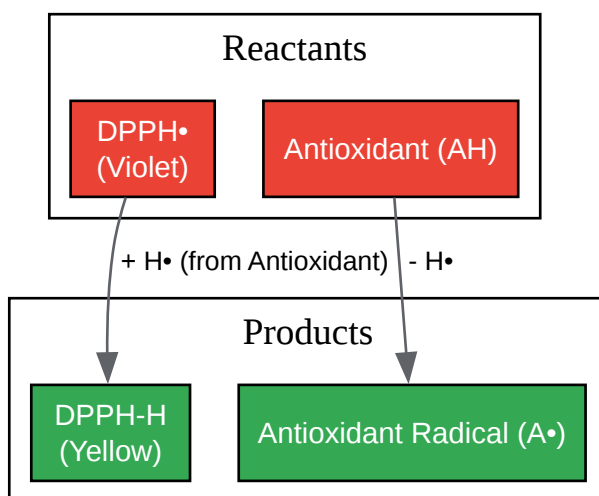 Reactants
DPPH•
(Violet)
Antioxidant (AH)
+ H• (from Antioxidant)
- H•
Products
DPPH-H
(Yellow)
Antioxidant Radical (A•)